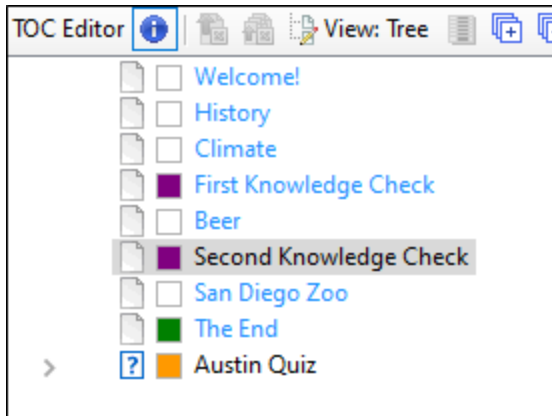 TOC Editor View: Tree
Welcome!
History
Climate
First Knowledge Check
Beer
Second Knowledge Check
San Diego Zoo
The End
Austin Quiz